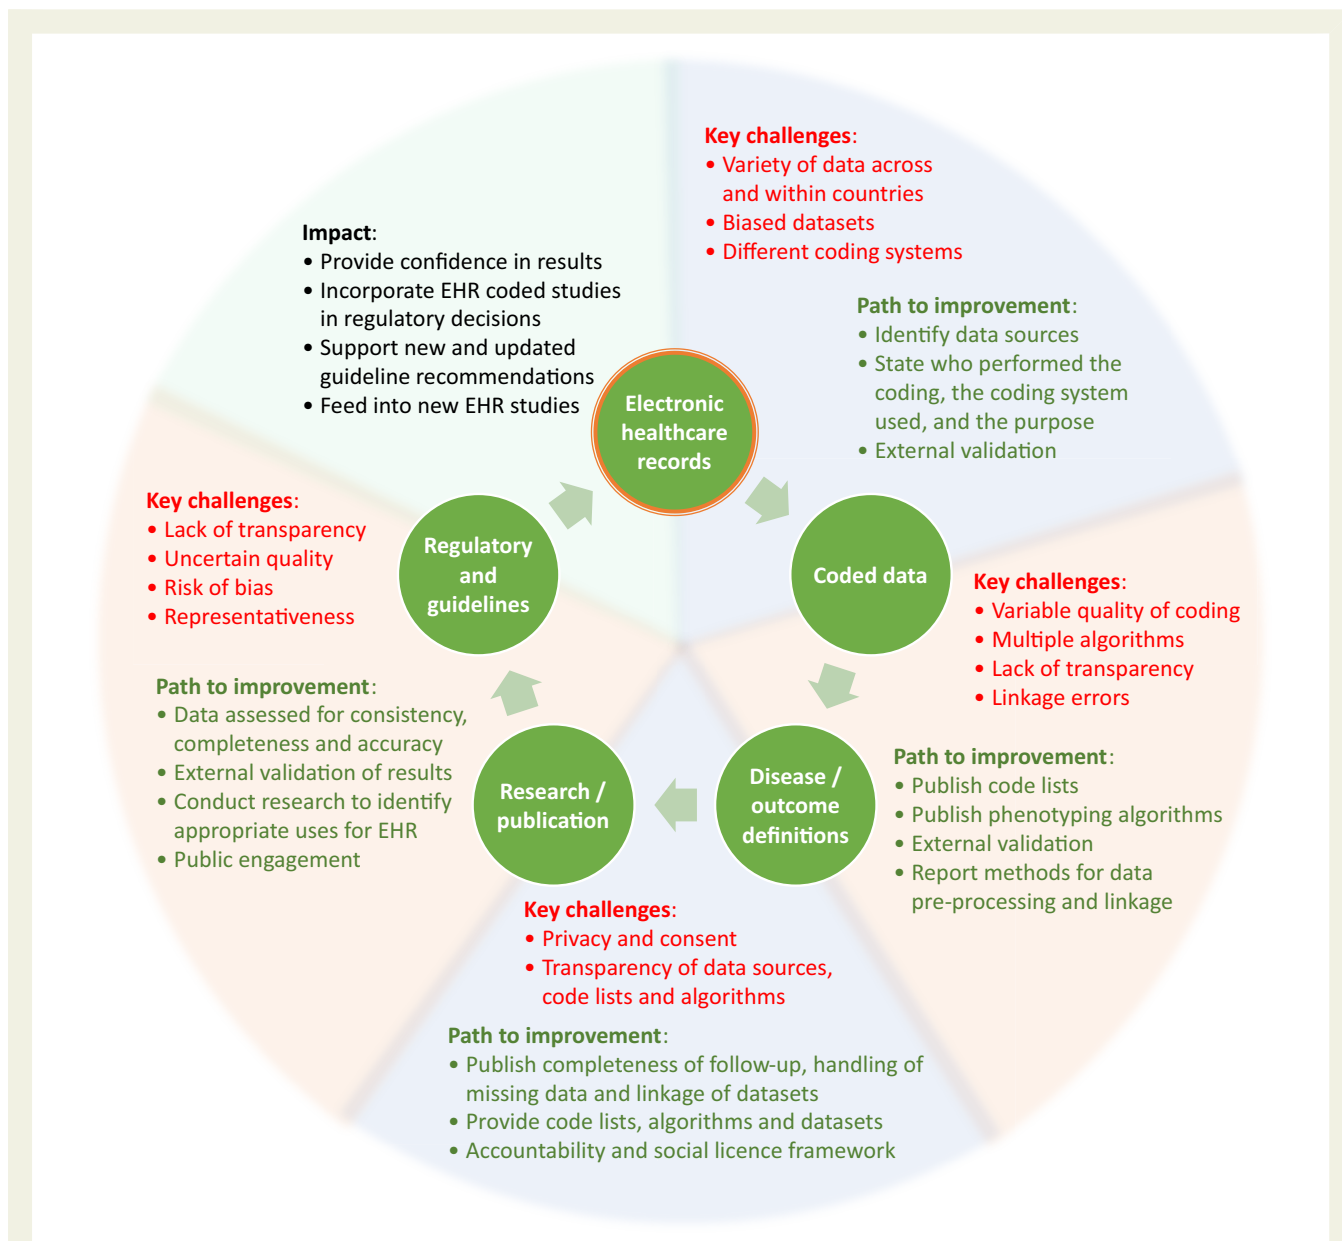 Key challenges:
• Variety of data across
and within countries
• Biased datasets
• Different coding systems
Path to improvement:
• Identify data sources
• State who performed the
coding, the coding system
used, and the purpose
• External validation
Impact:
• Provide confidence in results
• Incorporate EHR coded studies
in regulatory decisions
• Support new and updated
guideline recommendations
• Feed into new EHR studies
Electronic
healthcare
records
Coded data
Key challenges:
• Variable quality of coding
• Multiple algorithms
• Lack of transparency
• Linkage errors
Path to improvement:
• Publish code lists
• Publish phenotyping algorithms
• External validation
• Report methods for data
pre-processing and linkage
Disease /
outcome
definitions
Key challenges:
• Privacy and consent
• Transparency of data sources,
code lists and algorithms
Path to improvement:
• Publish completeness of follow-up, handling of
missing data and linkage of datasets
• Provide code lists, algorithms and datasets
• Accountability and social licence framework
Research /
publication
Key challenges:
• Lack of transparency
• Uncertain quality
• Risk of bias
• Representativeness
Path to improvement:
• Data assessed for consistency,
completeness and accuracy
• External validation of results
• Conduct research to identify
appropriate uses for EHR
• Public engagement
Regulatory
and
guidelines